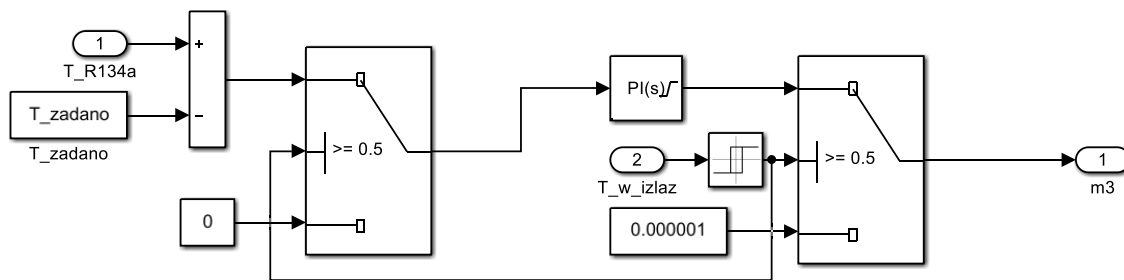 +
1
T_R134a
T_zadano
−
T_zadano
>= 0.5
0
PI(s)
2
T_w_izlaz
>= 0.5
0.000001
1
m3